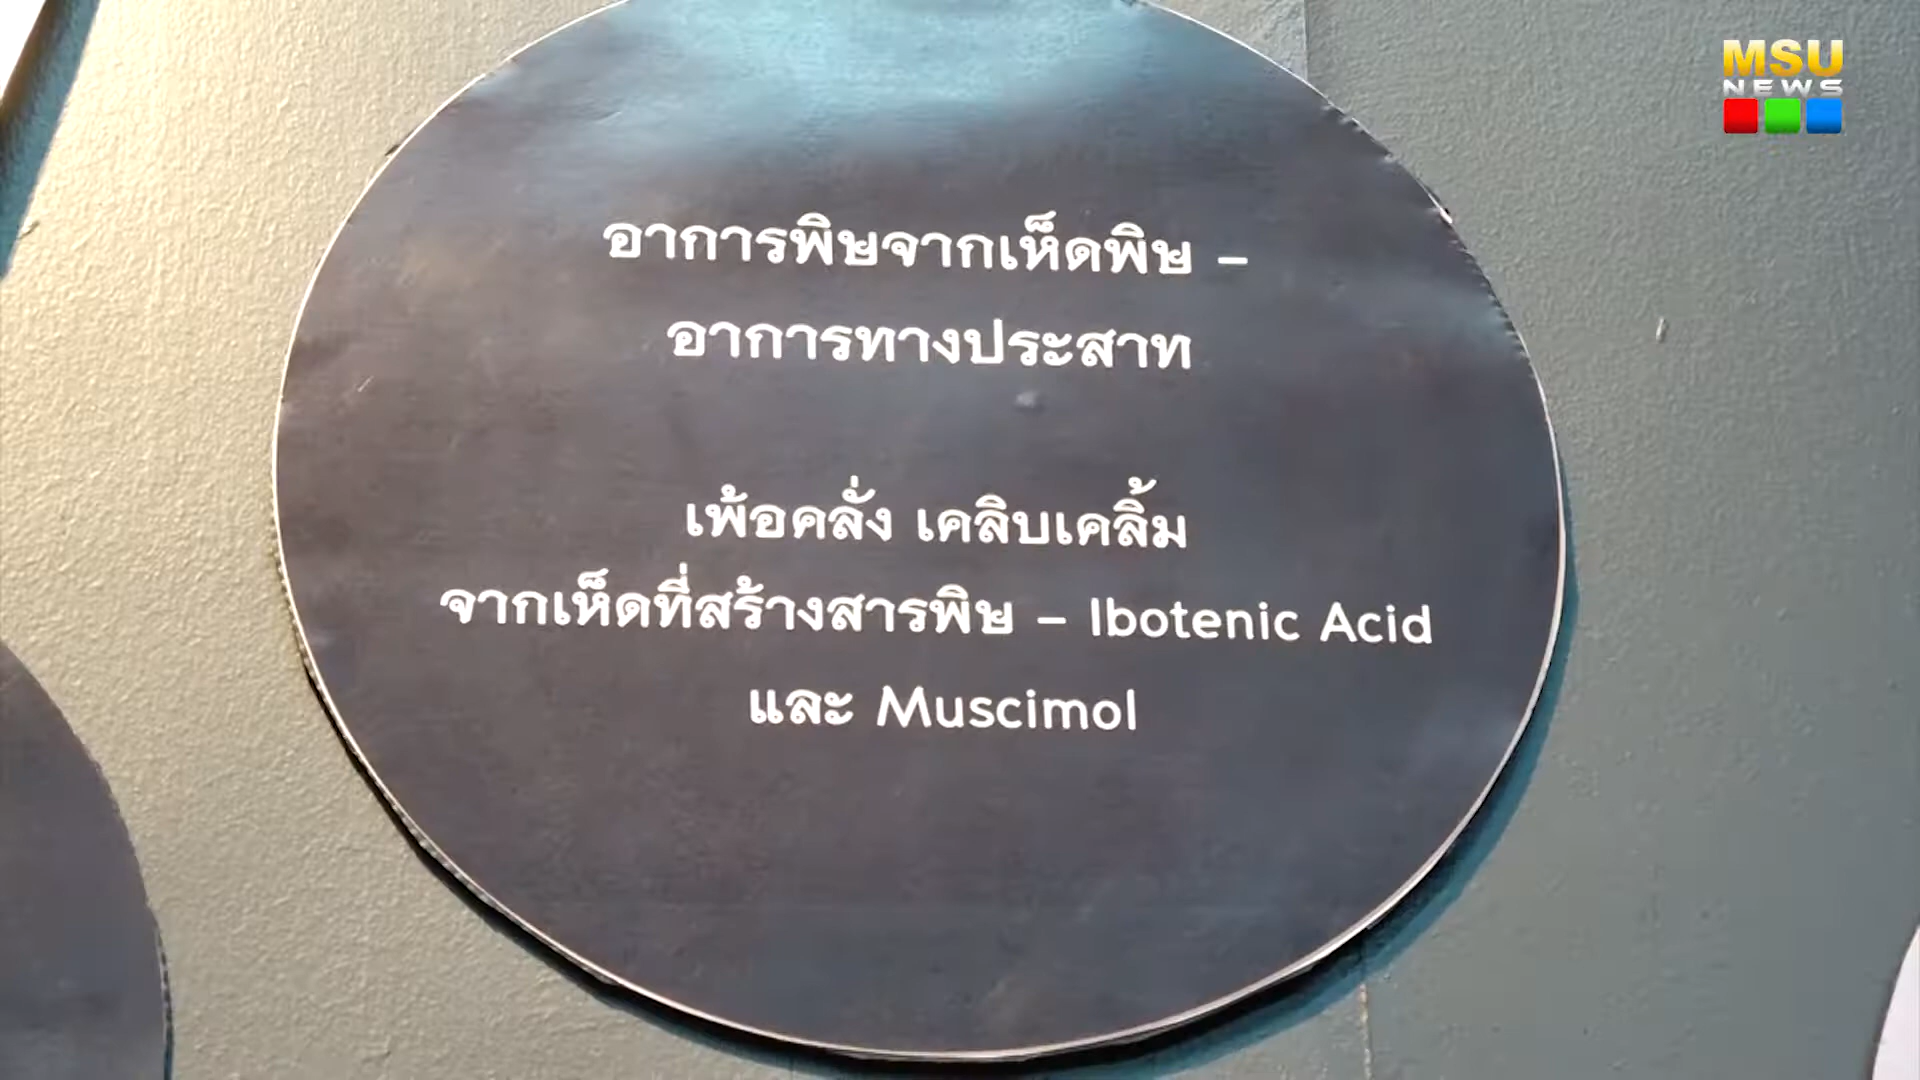 MSU
NEWS
อาการพิษจากเห็ดพิษ –
อาการทางประสาท
เพ้อคลั่ง เคลิบเคลิ้ม
จากเห็ดที่สร้างสารพิษ – Ibotenic Acid
และ Muscimol